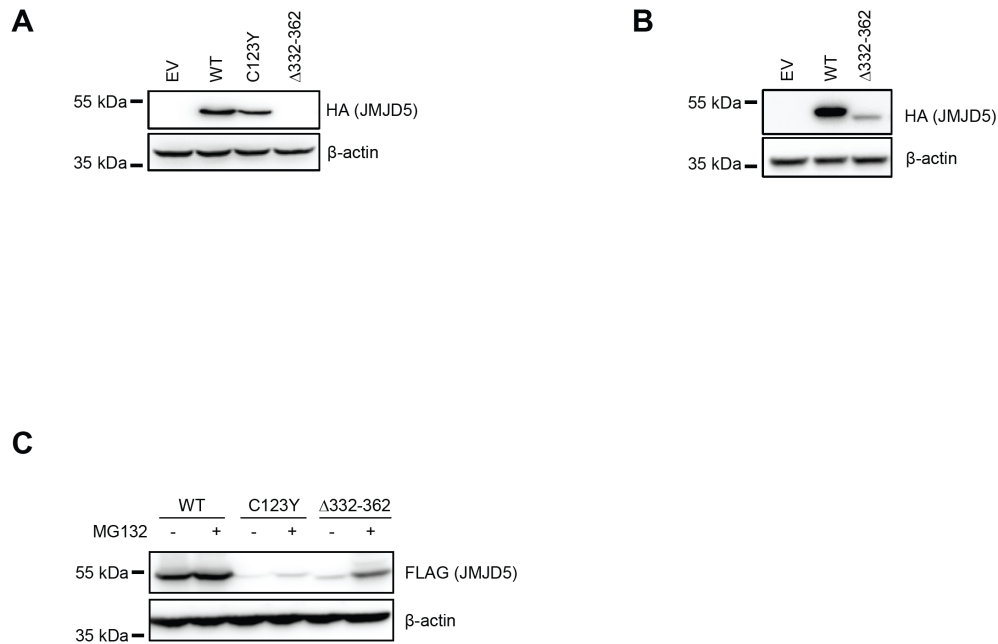 A
EV WT C123Y Δ332-362
55 kDa
HA (JMJD5)
35 kDa
β-actin
B
EV WT Δ332-362
55 kDa
HA (JMJD5)
35 kDa
β-actin
C
WT C123Y Δ332-362
MG132 - + - + - +
55 kDa
FLAG (JMJD5)
β-actin
35 kDa